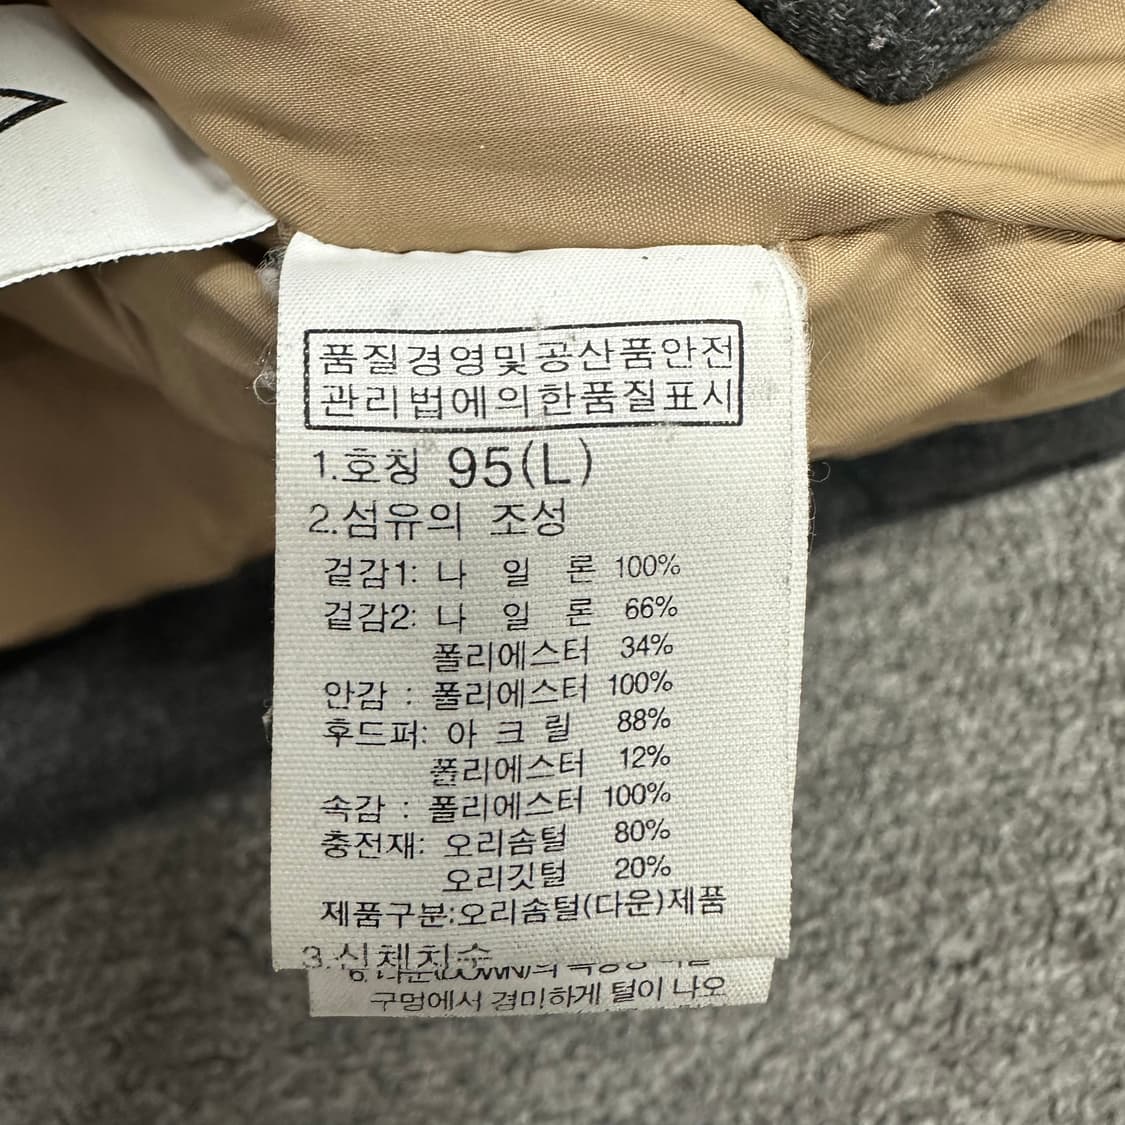 품질경영및공산품안전
관리법에의한품질표시
1.호칭 95(L)
2.섬유의 조성
겉감1: 나 일 론 100%
겉감2: 나 일 론 66%
폴리에스터 34%
안감 : 폴리에스터 100%
후드퍼: 아 크 릴 88%
폴리에스터 12%
속감 : 폴리에스터 100%
충전재: 오리솜털 80%
오리깃털 20%
제품구분:오리솜털(다운)제품
3.신체치수
구멍에서 경미하게 털이 나오